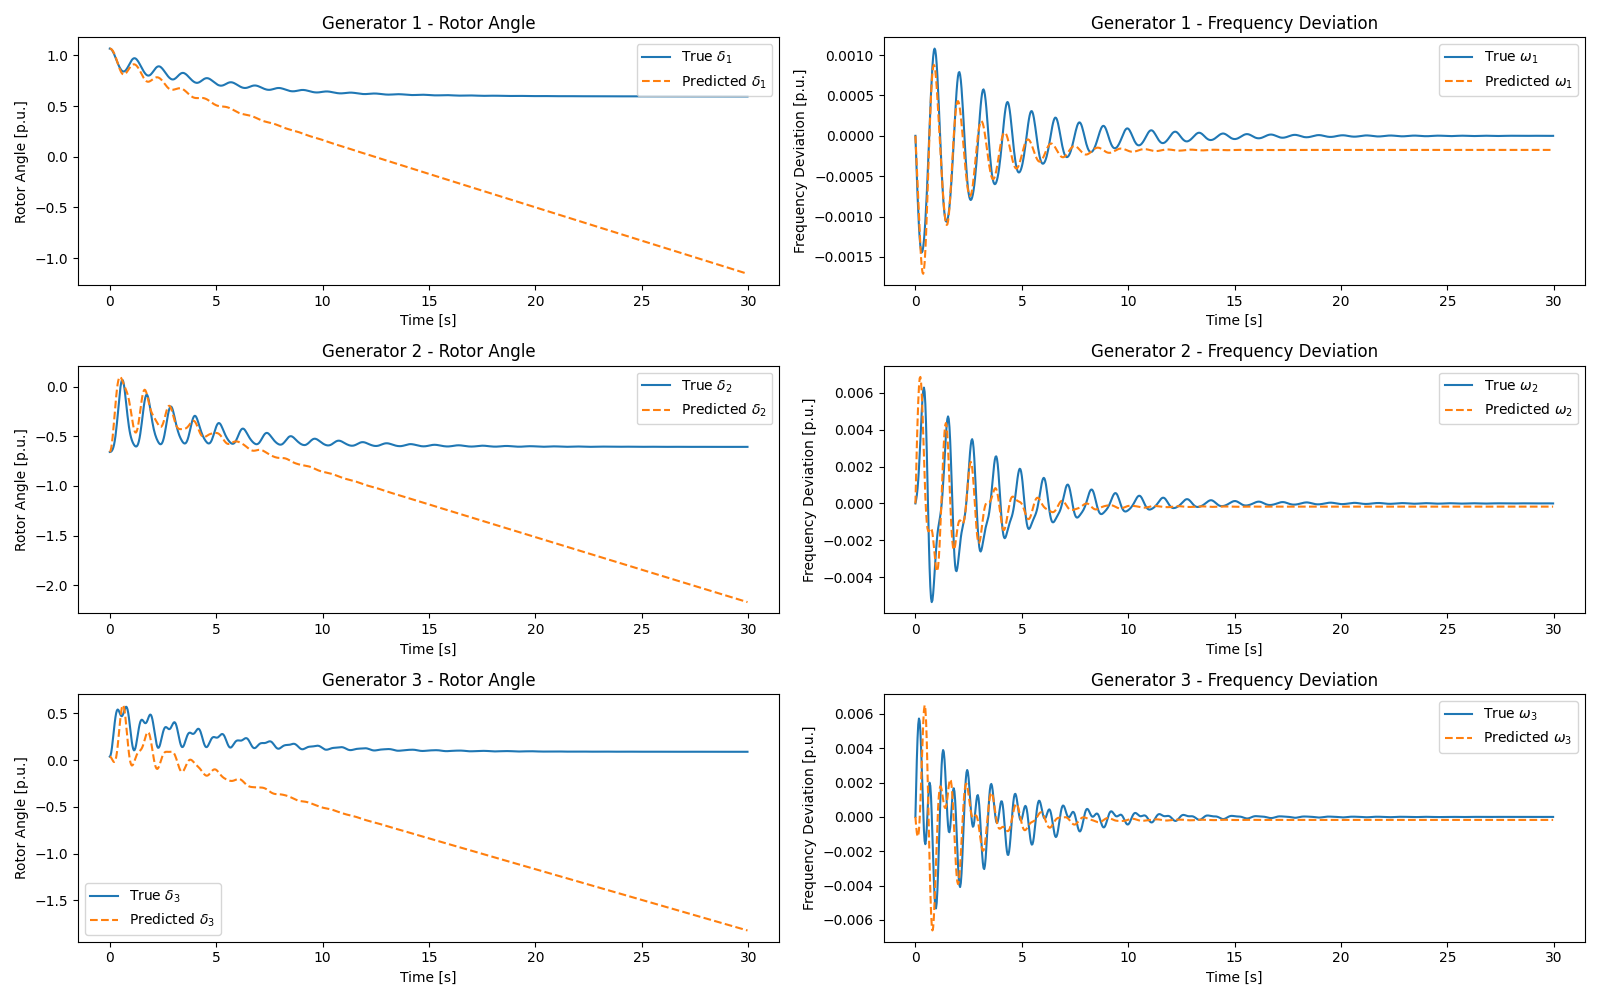 Generator 1 - Rotor Angle
Rotor Angle [p.u.]
1.0
0.5
0.0
−0.5
−1.0
True δ1
Predicted δ1
0 5 10 15 20 25 30
Time [s]
Generator 1 - Frequency Deviation
Frequency Deviation [p.u.]
0.0010
0.0005
0.0000
−0.0005
−0.0010
−0.0015
True ω1
Predicted ω1
0 5 10 15 20 25 30
Time [s]
Generator 2 - Rotor Angle
Rotor Angle [p.u.]
0.0
−0.5
−1.0
−1.5
−2.0
True δ2
Predicted δ2
0 5 10 15 20 25 30
Time [s]
Generator 2 - Frequency Deviation
Frequency Deviation [p.u.]
0.006
0.004
0.002
0.000
−0.002
−0.004
True ω2
Predicted ω2
0 5 10 15 20 25 30
Time [s]
Generator 3 - Rotor Angle
Rotor Angle [p.u.]
0.5
0.0
−0.5
−1.0
−1.5
True δ3
Predicted δ3
0 5 10 15 20 25 30
Time [s]
Generator 3 - Frequency Deviation
Frequency Deviation [p.u.]
0.006
0.004
0.002
0.000
−0.002
−0.004
−0.006
True ω3
Predicted ω3
0 5 10 15 20 25 30
Time [s]